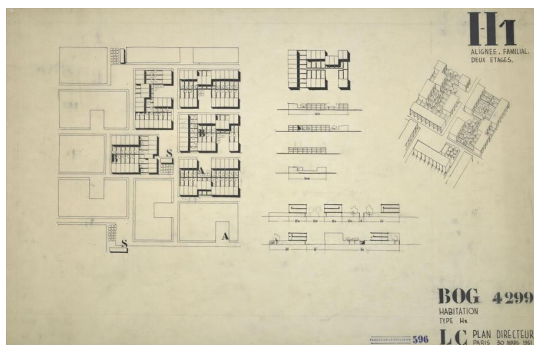 H1
ALIGNÉE, FAMILIAL.
DEUX ETAGES.
S
B
A
S
A
BOG 4299
HABITATION
TYPE H1
596
LC PLAN DIRECTEUR
PARIS 30 MARS 1951